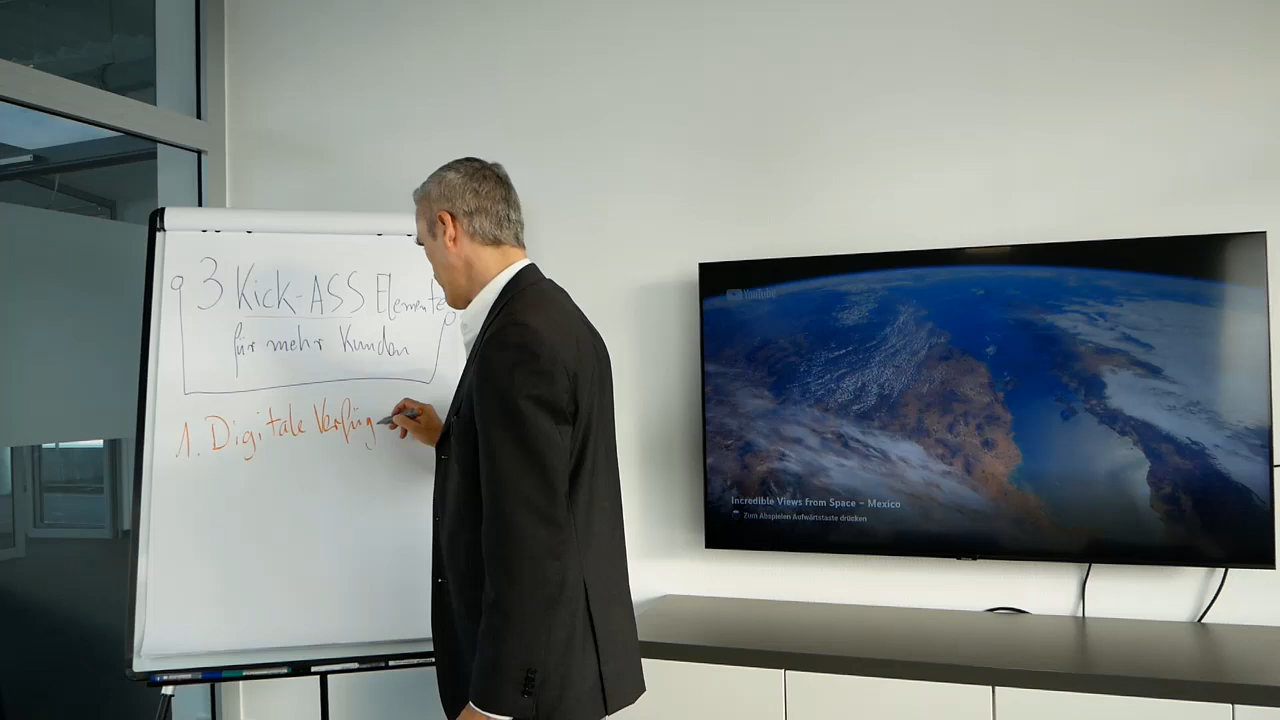 3 Kick-ASS Elemente
für mehr Kunden
1. Digitale Verfüg
YouTube
Incredible Views from Space – Mexico
Zum Abspielen Aufwärtstaste drücken